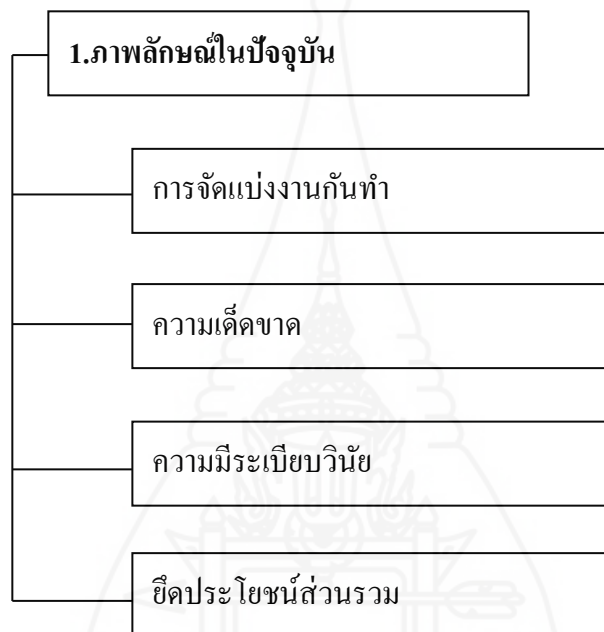 1.ภาพลักษณ์ในปัจจุบัน
การจัดแบ่งงานกันทำ
ความเด็ดขาด
ความมีระเบียบวินัย
ยึดประโยชน์ส่วนรวม